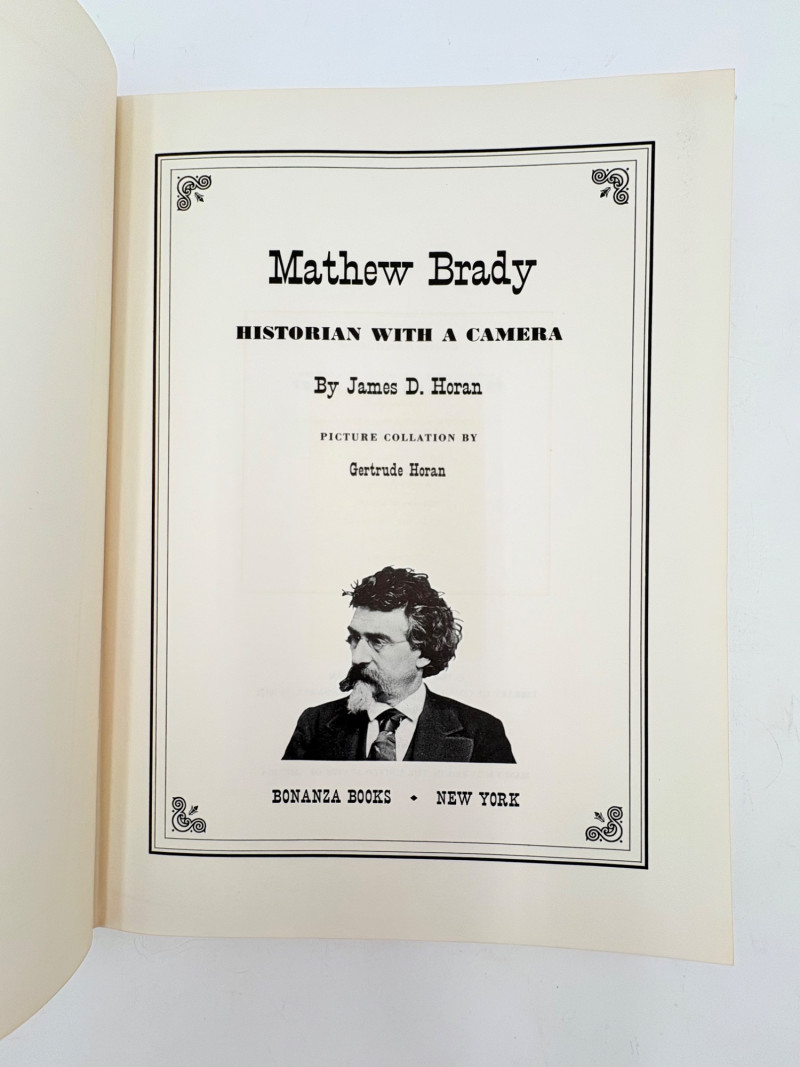 Mathew Brady
HISTORIAN WITH A CAMERA
By James D. Horan
PICTURE COLLATION BY
Gertrude Horan
BONANZA BOOKS ◆ NEW YORK